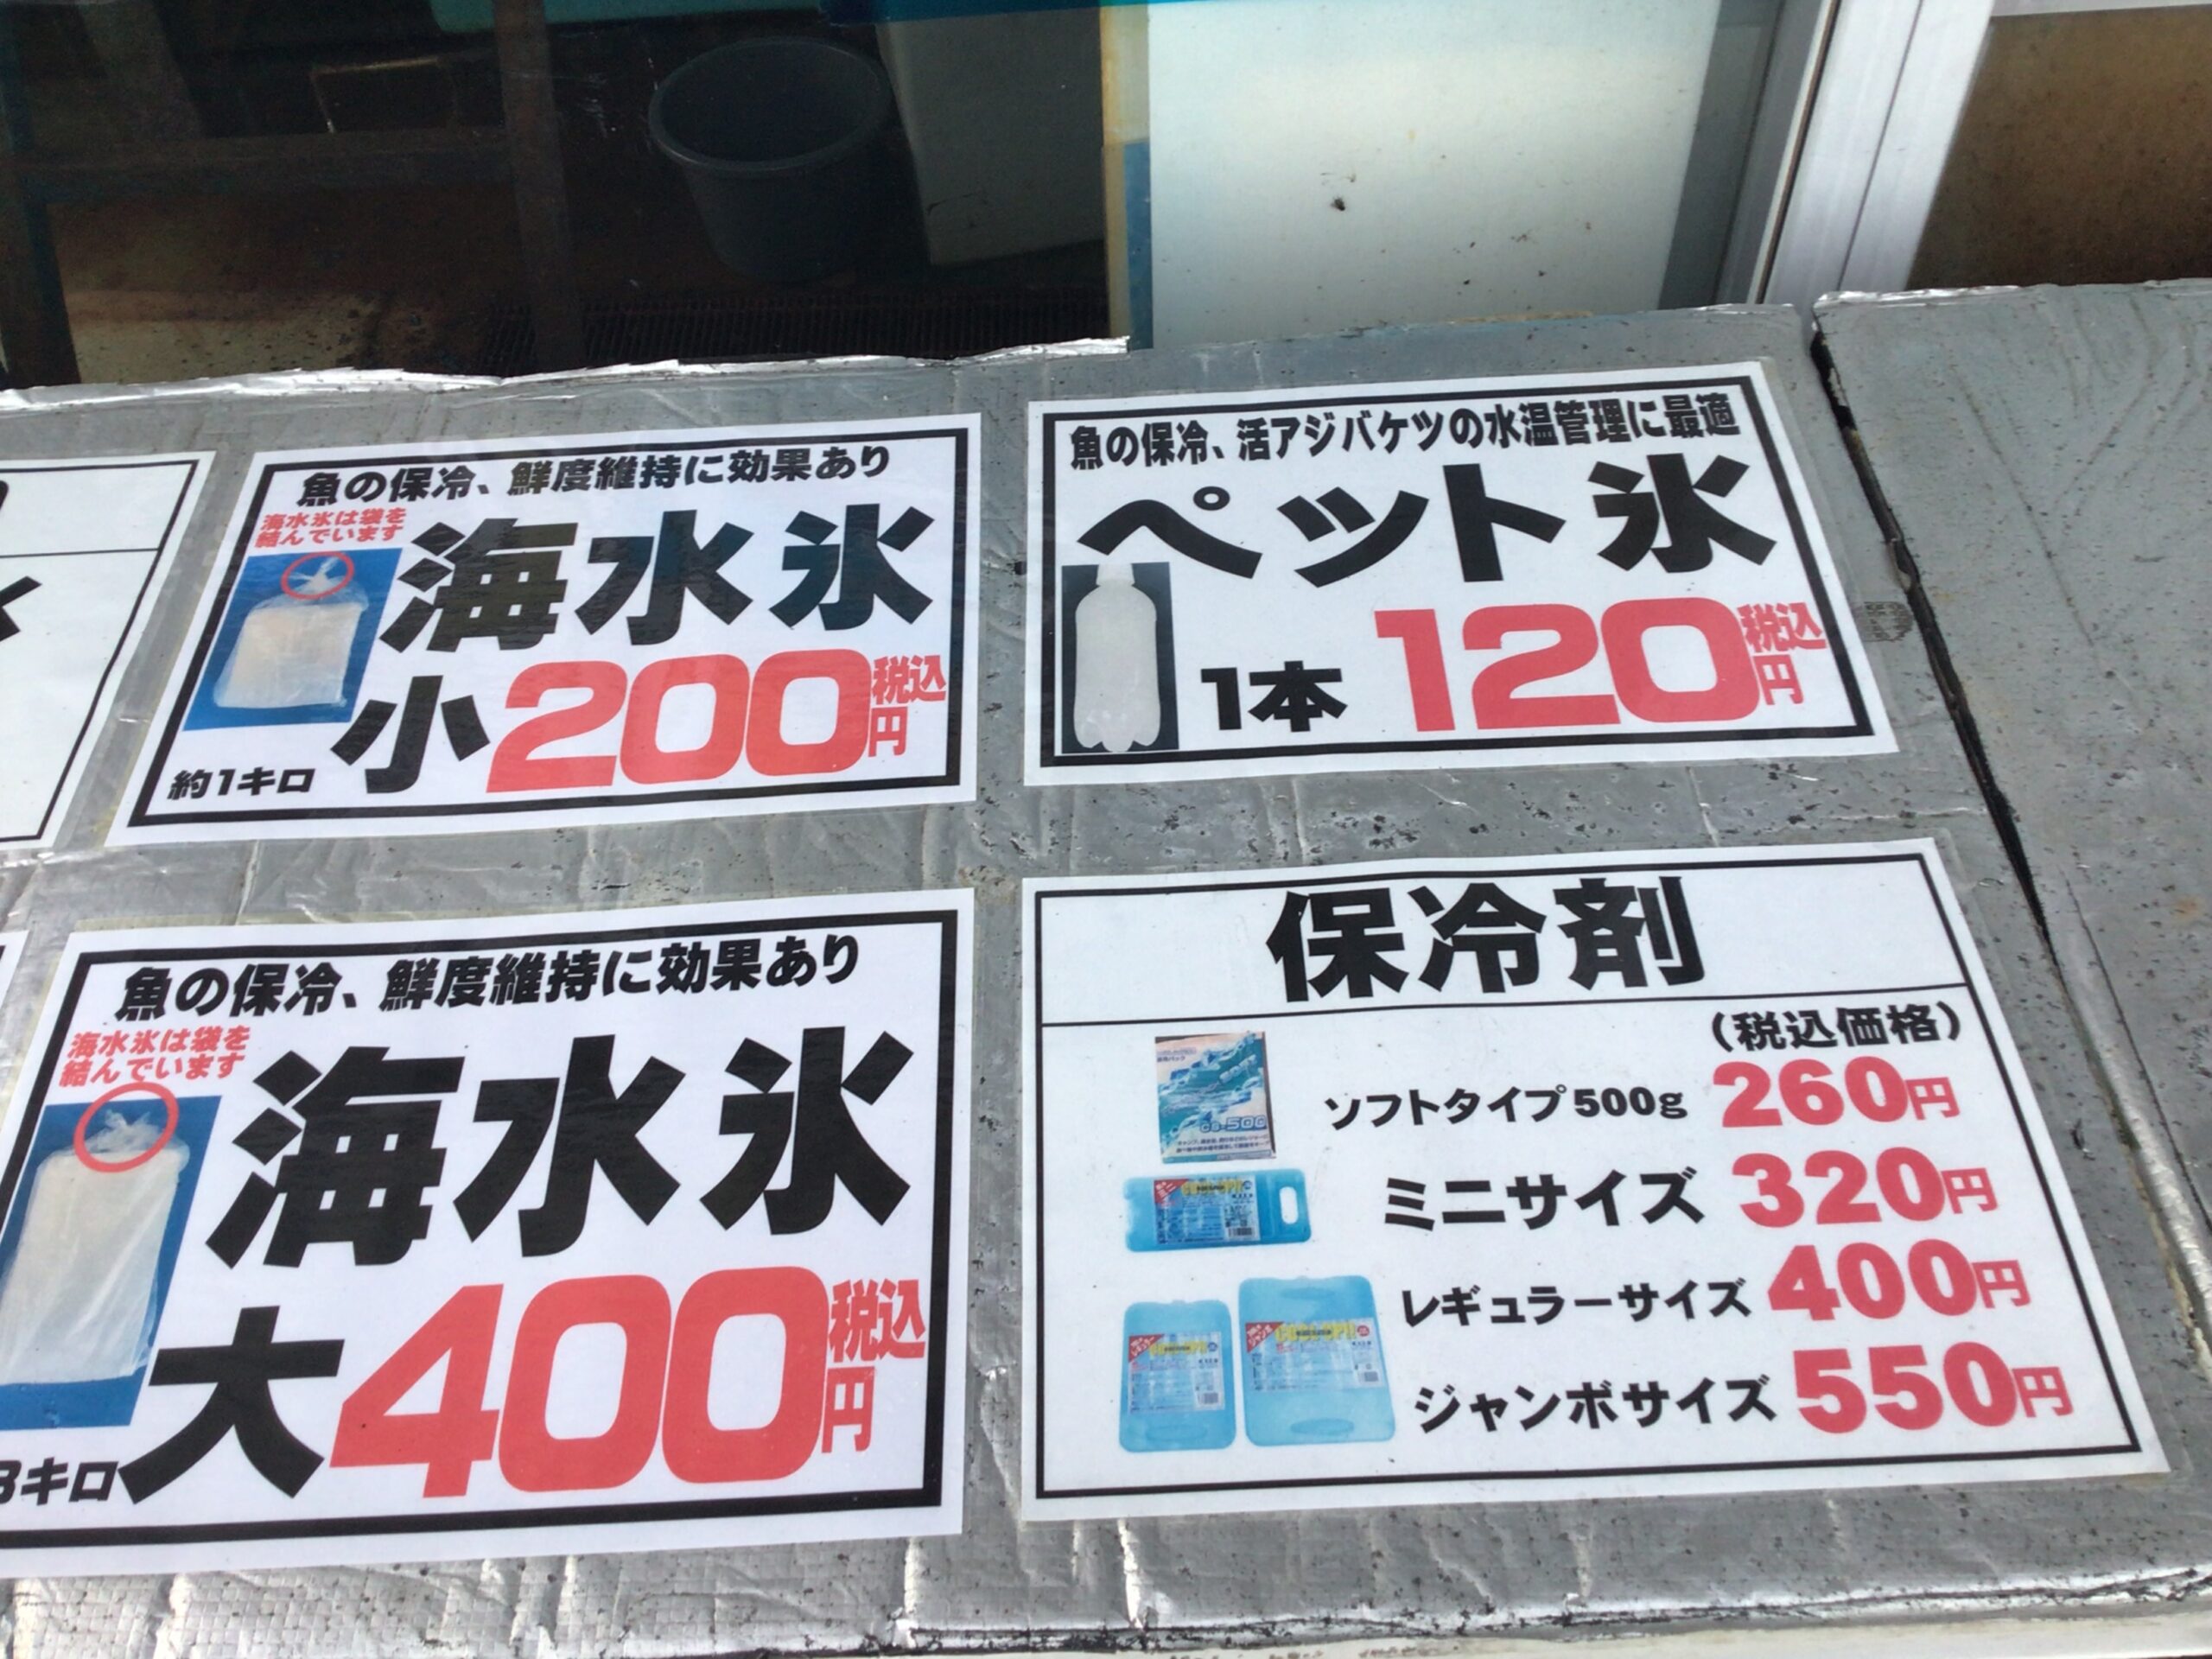 魚の保冷、鮮度維持に効果あり
海水氷は袋を
結んでいます
海水氷
小200円
税込
約1キロ
魚の保冷、活アジバケツの水温管理に最適
ペット氷
1本 120円
税込
魚の保冷、鮮度維持に効果あり
海水氷は袋を
結んでいます
海水氷
大400円
税込
3キロ
保冷剤
（税込価格）
ソフトタイプ500g 260円
ミニサイズ 320円
レギュラーサイズ 400円
ジャンボサイズ 550円